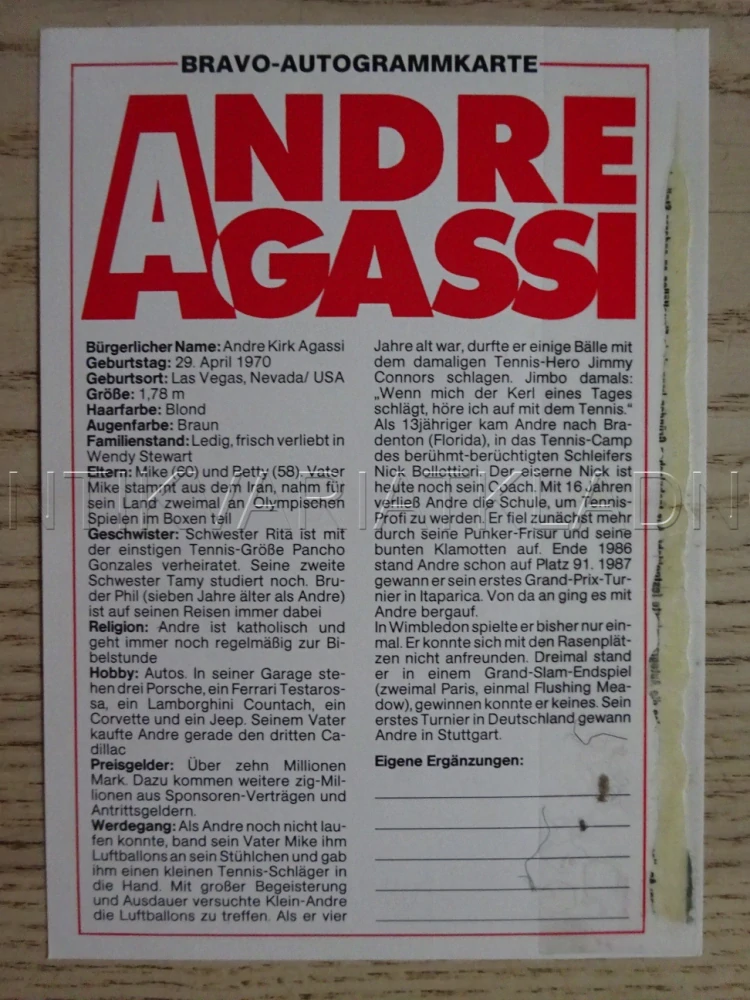 BRAVO-AUTOGRAMMKARTE
ANDRE
AGASSI
Bürgerlicher Name: Andre Kirk Agassi
Geburtstag: 29. April 1970
Geburtsort: Las Vegas, Nevada/ USA
Größe: 1,78 m
Haarfarbe: Blond
Augenfarbe: Braun
Familienstand: Ledig, frisch verliebt in
Wendy Stewart
Eltern: Mike (60) und Betty (58). Vater
Mike stammt aus dem Iran, nahm für
sein Land zweimal an Olympischen
Spielen im Boxen teil
Geschwister: Schwester Rita ist mit
der einstigen Tennis-Größe Pancho
Gonzales verheiratet. Seine zweite
Schwester Tamy studiert noch. Bru-
der Phil (sieben Jahre älter als Andre)
ist auf seinen Reisen immer dabei
Religion: Andre ist katholisch und
geht immer noch regelmäßig zur Bi-
belstunde
Hobby: Autos. In seiner Garage ste-
hen drei Porsche, ein Ferrari Testaros-
sa, ein Lamborghini Countach, ein
Corvette und ein Jeep. Seinem Vater
kaufte Andre gerade den dritten Ca-
dillac
Preisgelder: Über zehn Millionen
Mark. Dazu kommen weitere zig-Mil-
lionen aus Sponsoren-Verträgen und
Antrittsgeldern.
Werdegang: Als Andre noch nicht lau-
fen konnte, band sein Vater Mike ihm
Luftballons an sein Stühlchen und gab
ihm einen kleinen Tennis-Schläger in
die Hand. Mit großer Begeisterung
und Ausdauer versuchte Klein-Andre
die Luftballons zu treffen. Als er vier
Jahre alt war, durfte er einige Bälle mit
dem damaligen Tennis-Hero Jimmy
Connors schlagen. Jimbo damals:
„Wenn mich der Kerl eines Tages
schlägt, höre ich auf mit dem Tennis."
Als 13jähriger kam Andre nach Bra-
denton (Florida), in das Tennis-Camp
des berühmt-berüchtigten Schleifers
Nick Bollottiori. Der eiserne Nick ist
heute noch sein Coach. Mit 16 Jahren
verließ Andre die Schule, um Tennis-
Profi zu werden. Er fiel zunächst mehr
durch seine Punker-Frisur und seine
bunten Klamotten auf. Ende 1986
stand Andre schon auf Platz 91. 1987
gewann er sein erstes Grand-Prix-Tur-
nier in Itaparica. Von da an ging es mit
Andre bergauf.
In Wimbledon spielte er bisher nur ein-
mal. Er konnte sich mit den Rasenplät-
zen nicht anfreunden. Dreimal stand
er in einem Grand-Slam-Endspiel
(zweimal Paris, einmal Flushing Mea-
dow), gewinnen konnte er keines. Sein
erstes Turnier in Deutschland gewann
Andre in Stuttgart.
Eigene Ergänzungen: